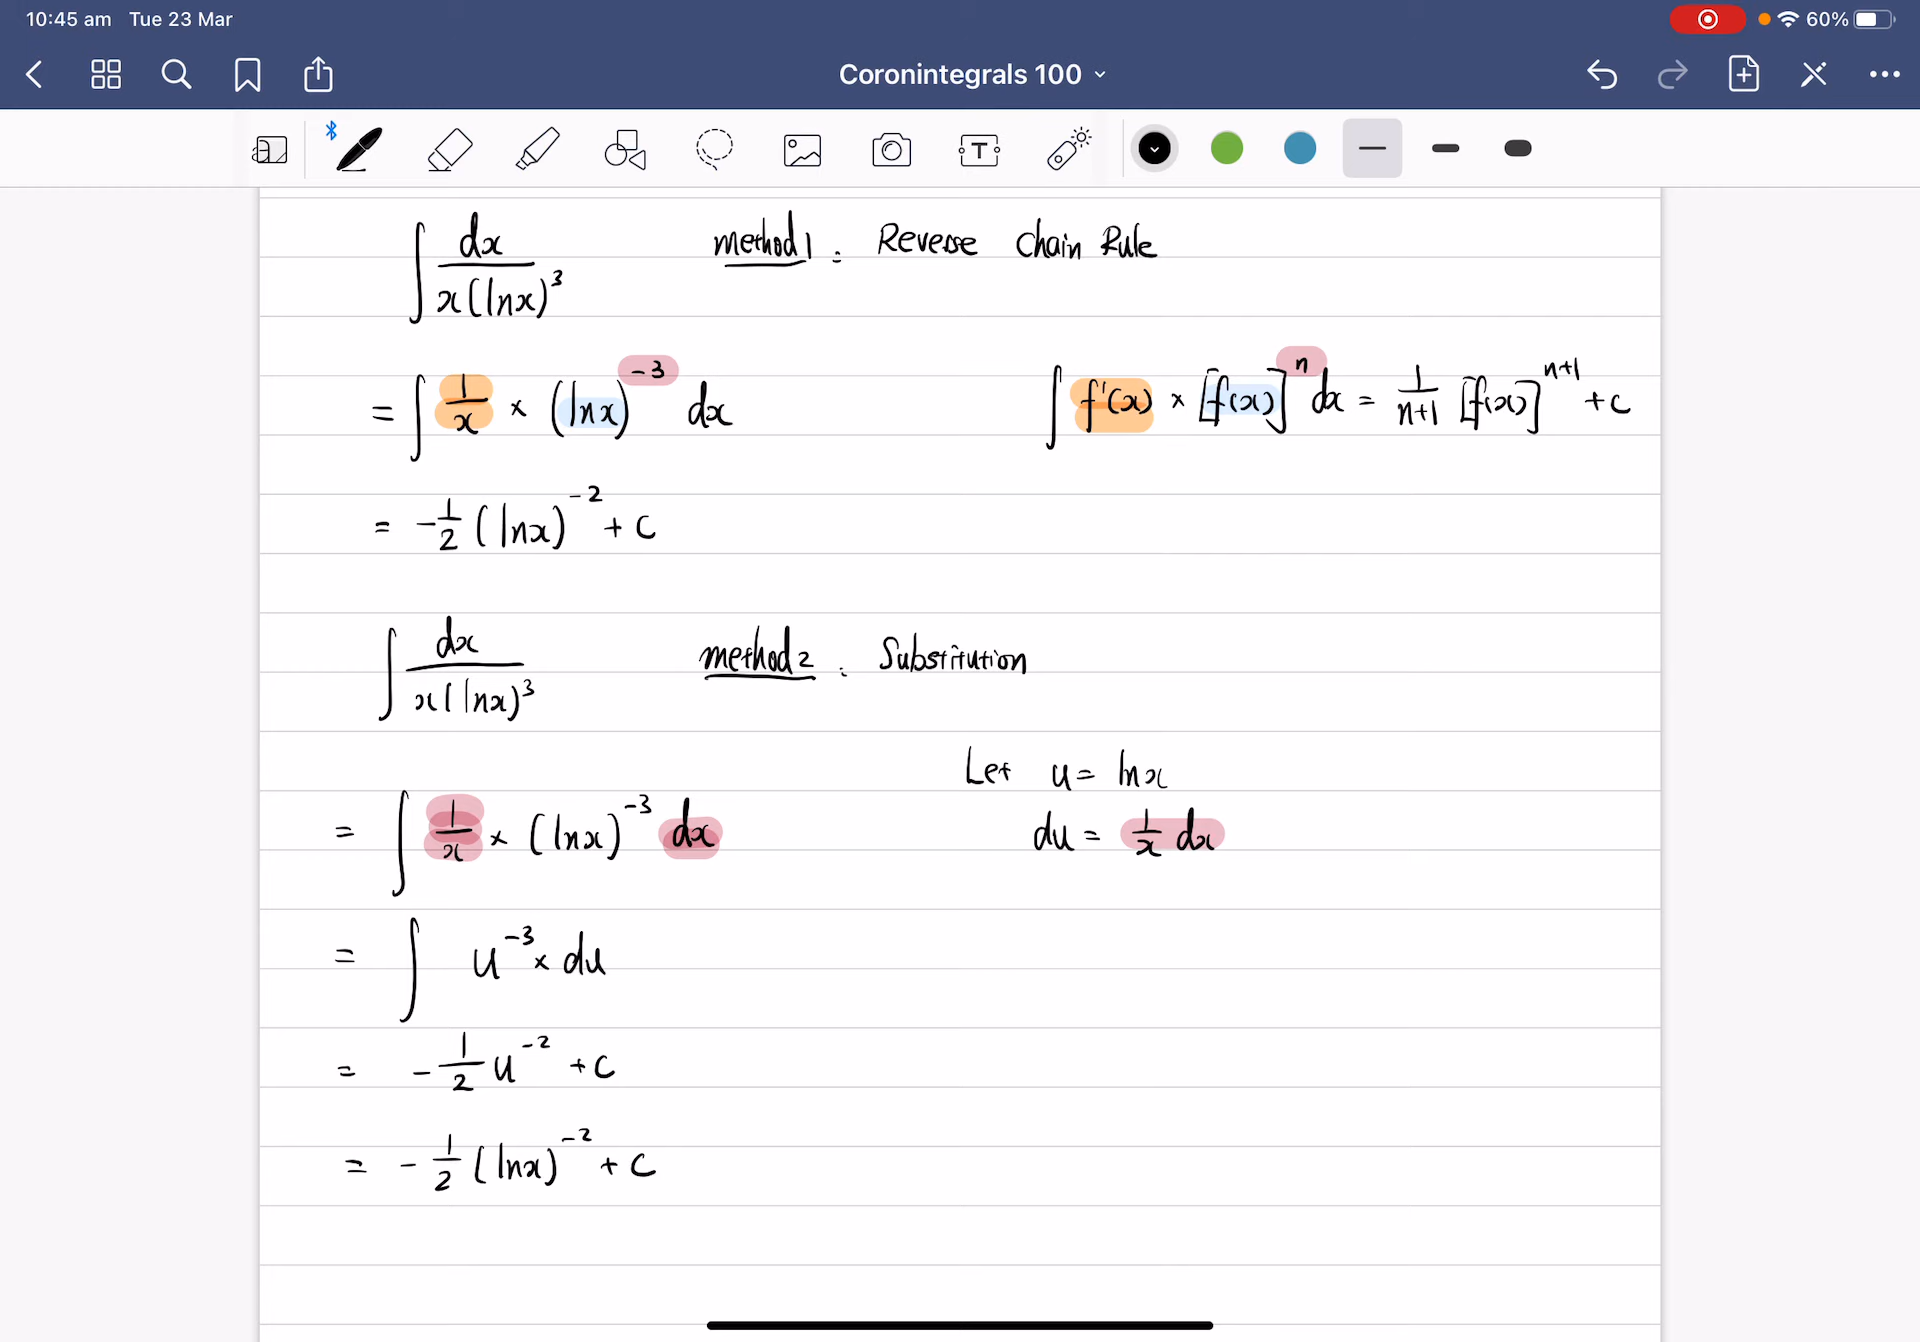 10:45 am Tue 23 Mar 60%
Coronintegrals 100
a T
∫ dx / x(lnx)³ method 1 : Reverse Chain Rule
= ∫ 1/x × (lnx)⁻³ dx ∫ f'(x) × [f(x)]ⁿ dx = 1/(n+1) [f(x)]ⁿ⁺¹ + c
= -1/2 (lnx)⁻² + c
∫ dx / x(lnx)³ method 2 : Substitution
Let u = lnx
= ∫ 1/x × (lnx)⁻³ dx du = 1/x dx
= ∫ u⁻³ × du
= -1/2 u⁻² + c
= -1/2 (lnx)⁻² + c